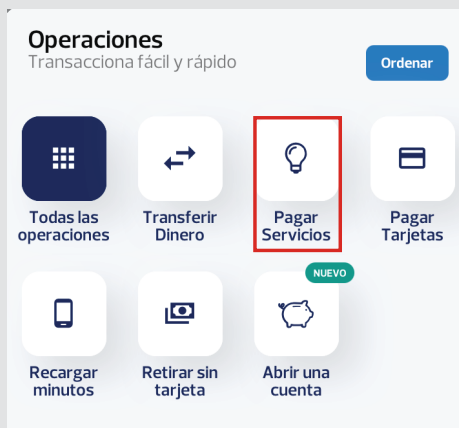 Operaciones
Transacciona fácil y rápido
Ordenar
Todas las
operaciones
Transferir
Dinero
Pagar
Servicios
Pagar
Tarjetas
NUEVO
Recargar
minutos
Retirar sin
tarjeta
Abrir una
cuenta